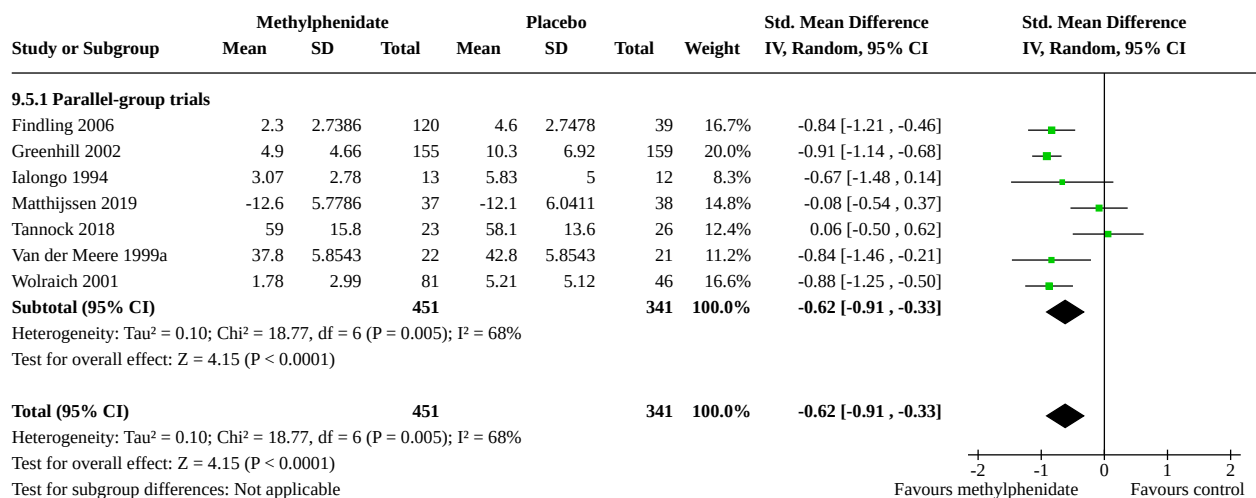 Methylphenidate Placebo Std. Mean Difference Std. Mean Difference
Study or Subgroup Mean SD Total Mean SD Total Weight IV, Random, 95% CI IV, Random, 95% CI
9.5.1 Parallel-group trials
Findling 2006 2.3 2.7386 120 4.6 2.7478 39 16.7% -0.84 [-1.21 , -0.46]
Greenhill 2002 4.9 4.66 155 10.3 6.92 159 20.0% -0.91 [-1.14 , -0.68]
Ialongo 1994 3.07 2.78 13 5.83 5 12 8.3% -0.67 [-1.48 , 0.14]
Matthijssen 2019 -12.6 5.7786 37 -12.1 6.0411 38 14.8% -0.08 [-0.54 , 0.37]
Tannock 2018 59 15.8 23 58.1 13.6 26 12.4% 0.06 [-0.50 , 0.62]
Van der Meere 1999a 37.8 5.8543 22 42.8 5.8543 21 11.2% -0.84 [-1.46 , -0.21]
Wolraich 2001 1.78 2.99 81 5.21 5.12 46 16.6% -0.88 [-1.25 , -0.50]
Subtotal (95% CI) 451 341 100.0% -0.62 [-0.91 , -0.33]
Heterogeneity: Tau² = 0.10; Chi² = 18.77, df = 6 (P = 0.005); I² = 68%
Test for overall effect: Z = 4.15 (P < 0.0001)
Total (95% CI) 451 341 100.0% -0.62 [-0.91 , -0.33]
Heterogeneity: Tau² = 0.10; Chi² = 18.77, df = 6 (P = 0.005); I² = 68%
Test for overall effect: Z = 4.15 (P < 0.0001)
-2 -1 0 1 2
Test for subgroup differences: Not applicable Favours methylphenidate Favours control